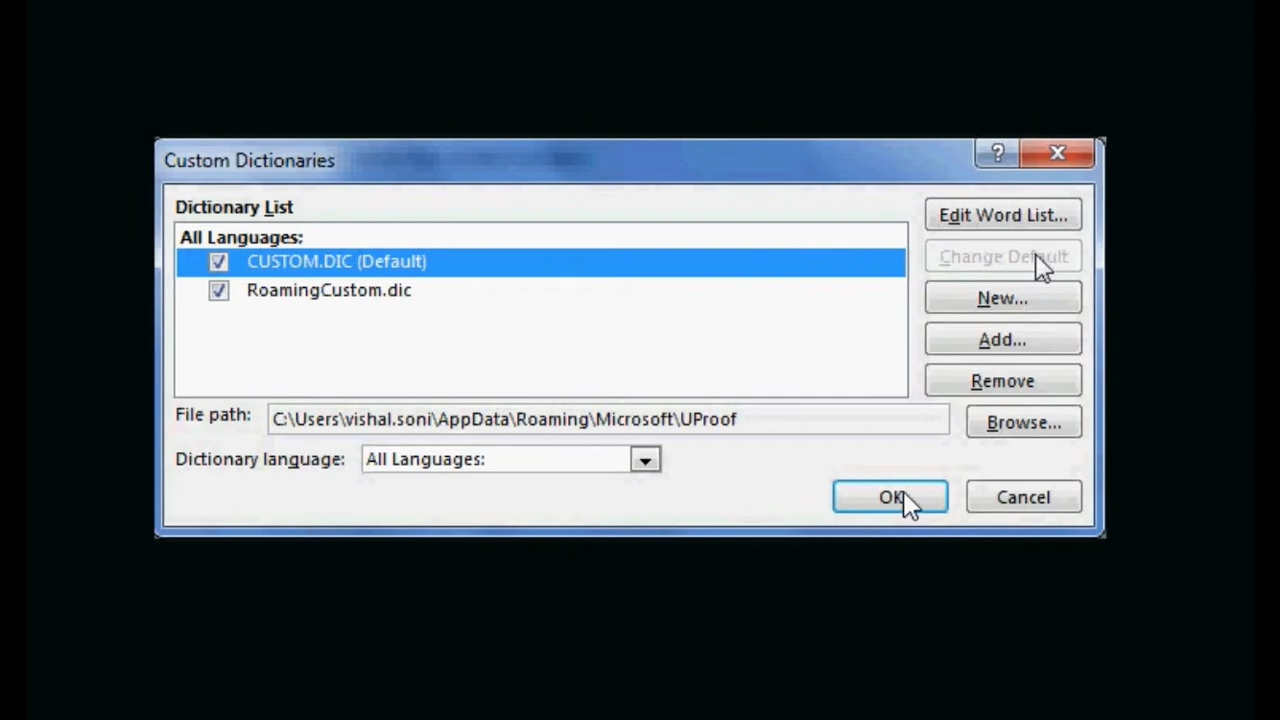 Custom Dictionaries
Dictionary List
All Languages:
CUSTOM.DIC (Default)
RoamingCustom.dic
Edit Word List...
Change Default
New...
Add...
Remove
File path: C:\Users\vishal.soni\AppData\Roaming\Microsoft\UProof
Browse...
Dictionary language: All Languages:
OK
Cancel